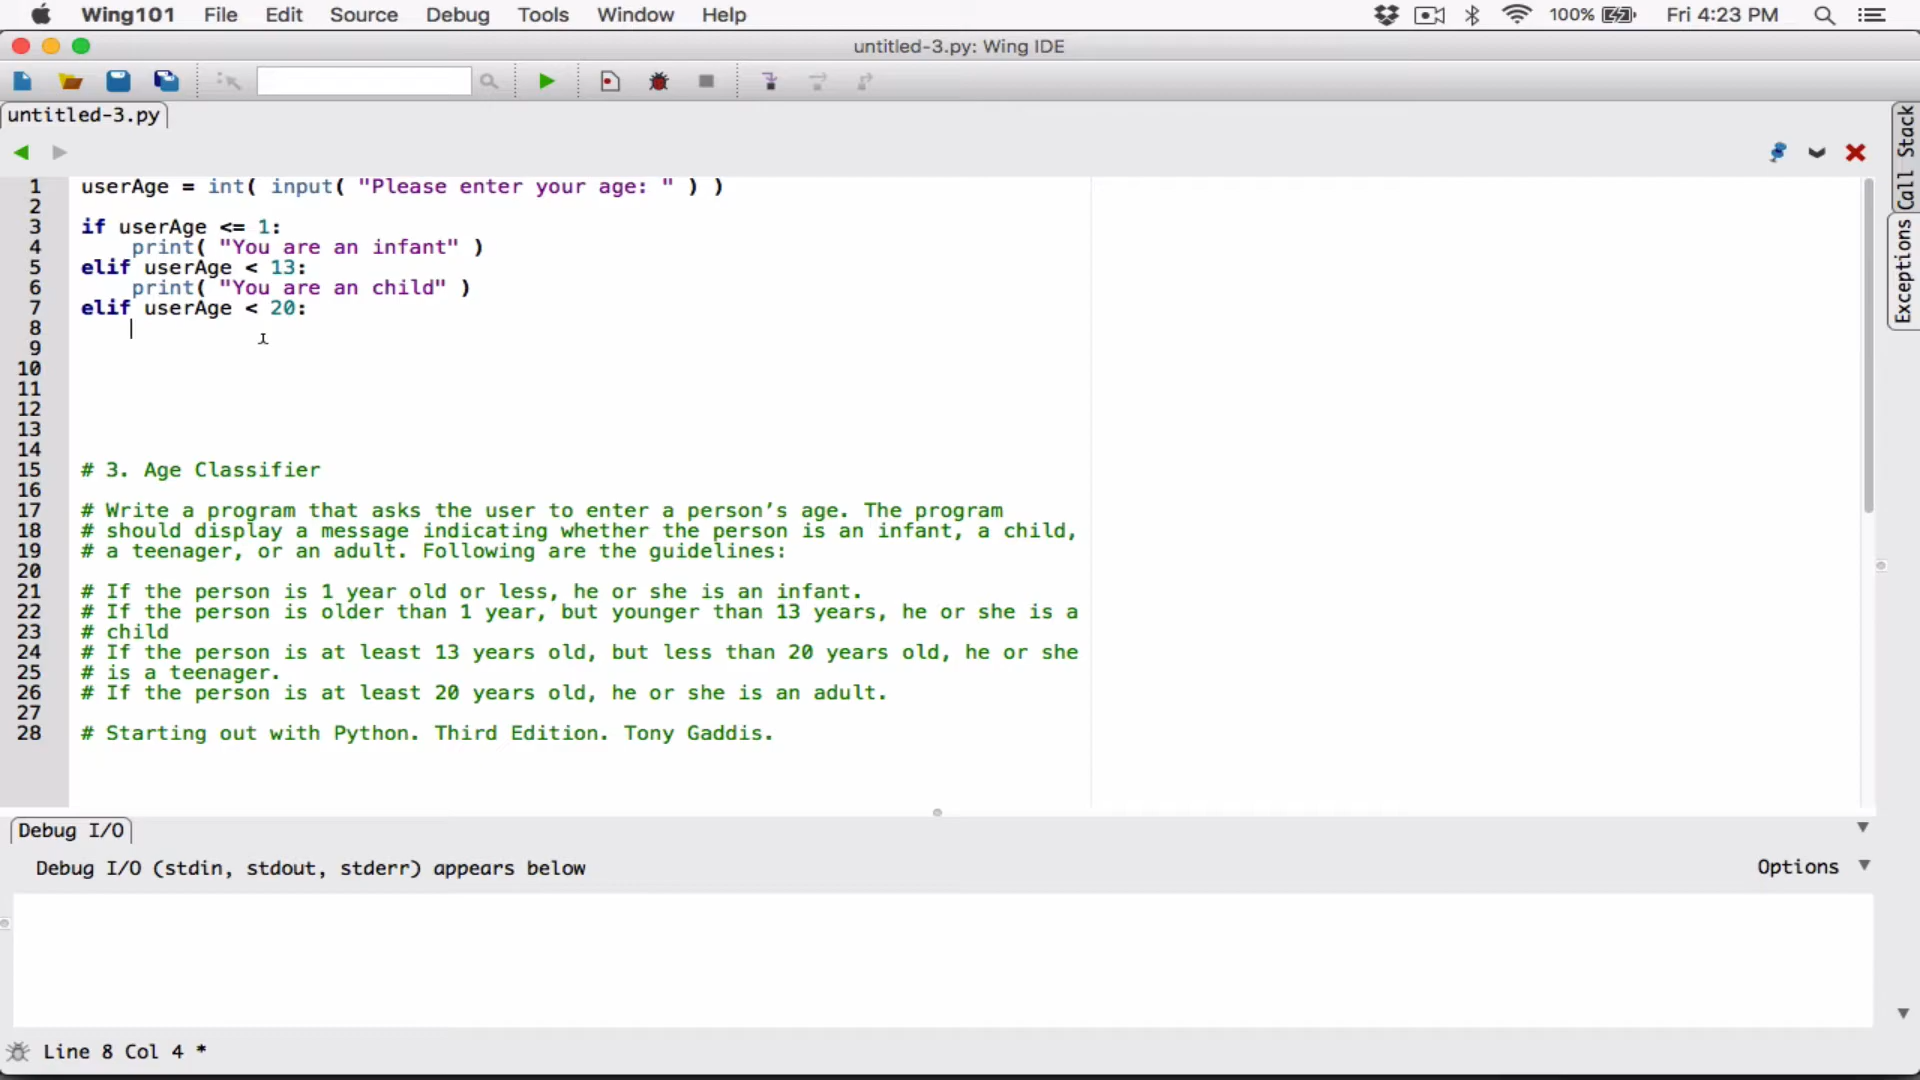 Wing101 File Edit Source Debug Tools Window Help 100% Fri 4:23 PM
untitled-3.py: Wing IDE
untitled-3.py
Call Stack
Exceptions
1 userAge = int( input( "Please enter your age: " ) )
2
3 if userAge <= 1:
4 print( "You are an infant" )
5 elif userAge < 13:
6 print( "You are an child" )
7 elif userAge < 20:
8
9
10
11
12
13
14
15 # 3. Age Classifier
16
17 # Write a program that asks the user to enter a person’s age. The program
18 # should display a message indicating whether the person is an infant, a child,
19 # a teenager, or an adult. Following are the guidelines:
20
21 # If the person is 1 year old or less, he or she is an infant.
22 # If the person is older than 1 year, but younger than 13 years, he or she is a
23 # child
24 # If the person is at least 13 years old, but less than 20 years old, he or she
25 # is a teenager.
26 # If the person is at least 20 years old, he or she is an adult.
27
28 # Starting out with Python. Third Edition. Tony Gaddis.
Debug I/O
Debug I/O (stdin, stdout, stderr) appears below Options
Line 8 Col 4 *